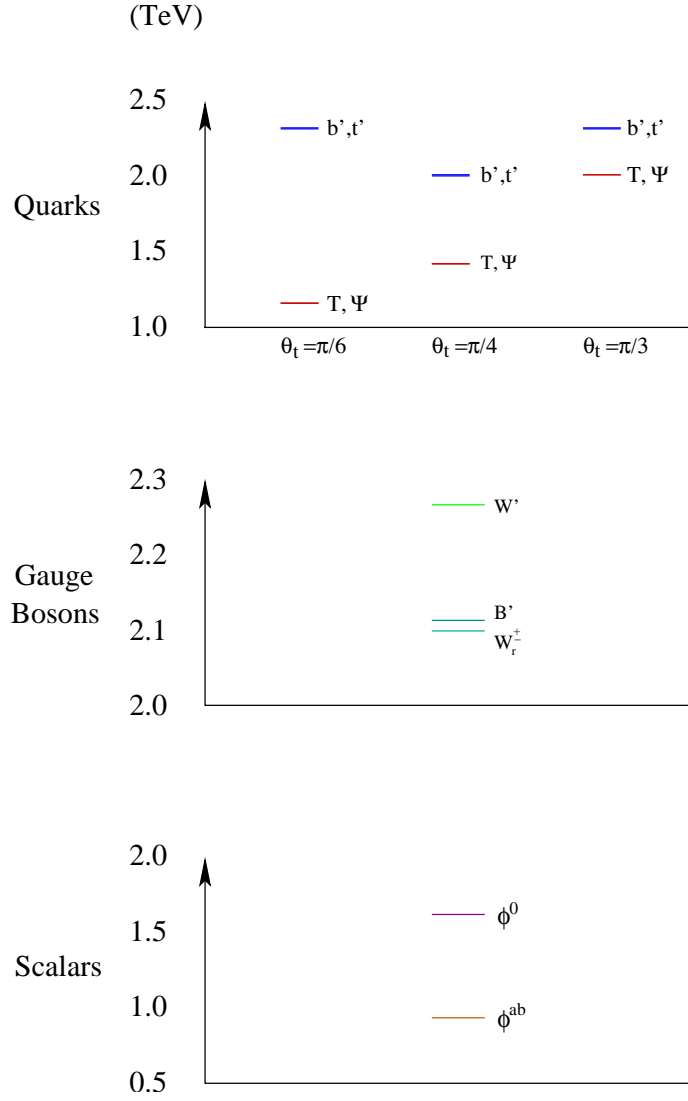 (TeV)
2.5
b’,t’
b’,t’
2.0
b’,t’
T, Ψ
Quarks
1.5
T, Ψ
T, Ψ
1.0
θt =π/6
θt =π/4
θt =π/3
2.3
W’
2.2
Gauge
Bosons
B’
2.1
Wr±
2.0
2.0
ϕ0
1.5
Scalars
1.0
ϕab
0.5